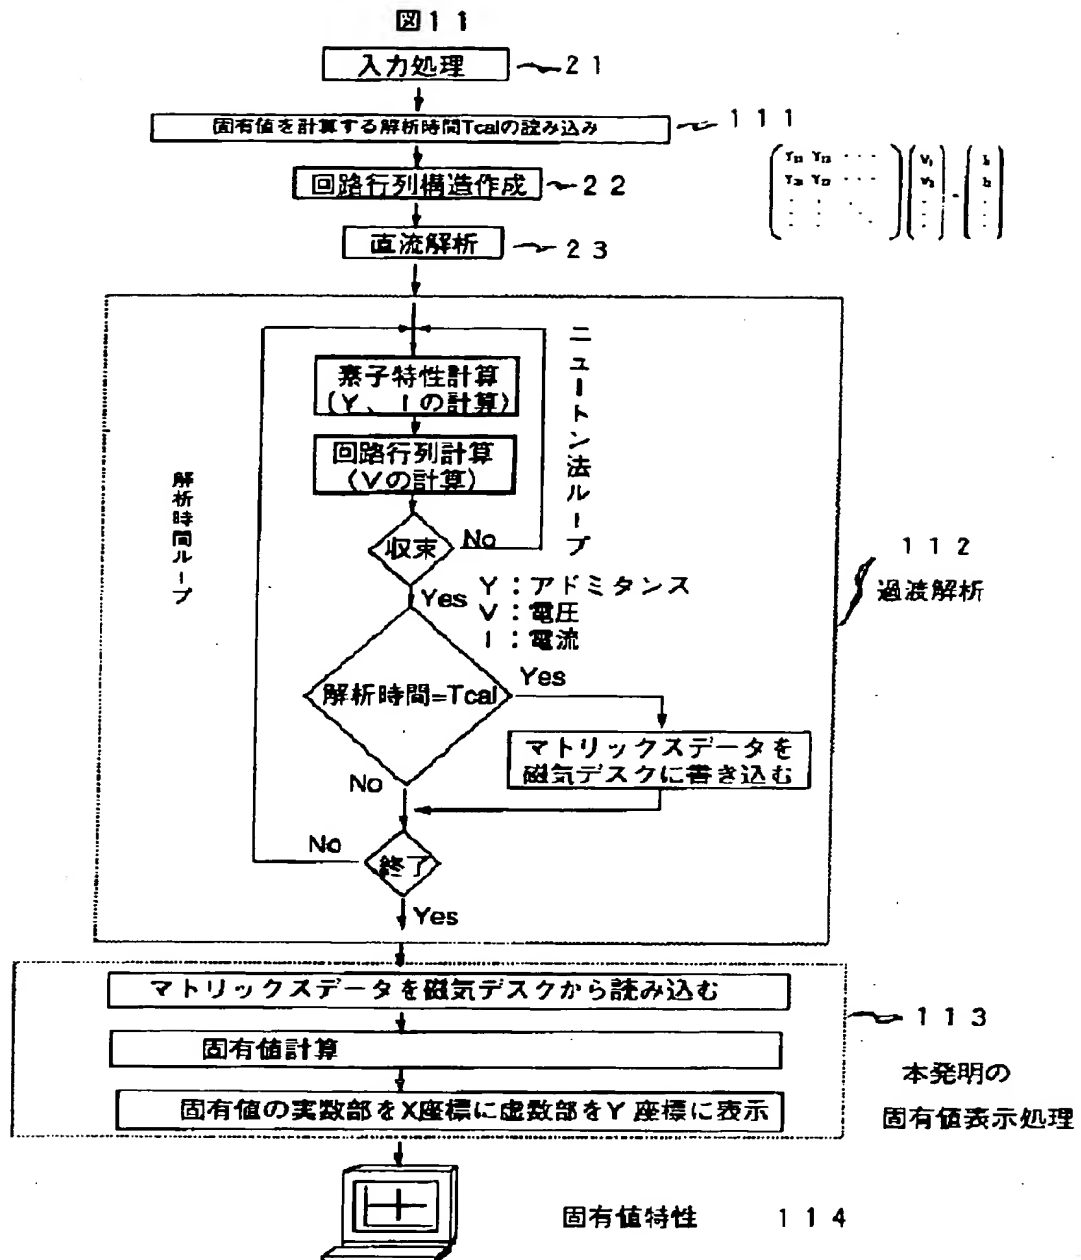 図11
入力処理 21
固有値を計算する解析時間Tcalの読み込み 111
回路行列構造作成 22
直流解析 23
Y₁₁ Y₁₂ ・・・ V₁ I₁
V₂ I₂
ニュートン法ループ
素子特性計算
(Y、Iの計算)
回路行列計算
(Vの計算)
解析時間ループ
収束
No
Yes
Y：アドミタンス
V：電圧
I：電流
112
過渡解析
解析時間=Tcal
Yes
マトリックスデータを
磁気デスクに書き込む
No
No
終了
Yes
マトリックスデータを磁気デスクから読み込む
固有値計算
固有値の実数部をX座標に虚数部をY座標に表示
113
本発明の
固有値表示処理
固有値特性 114